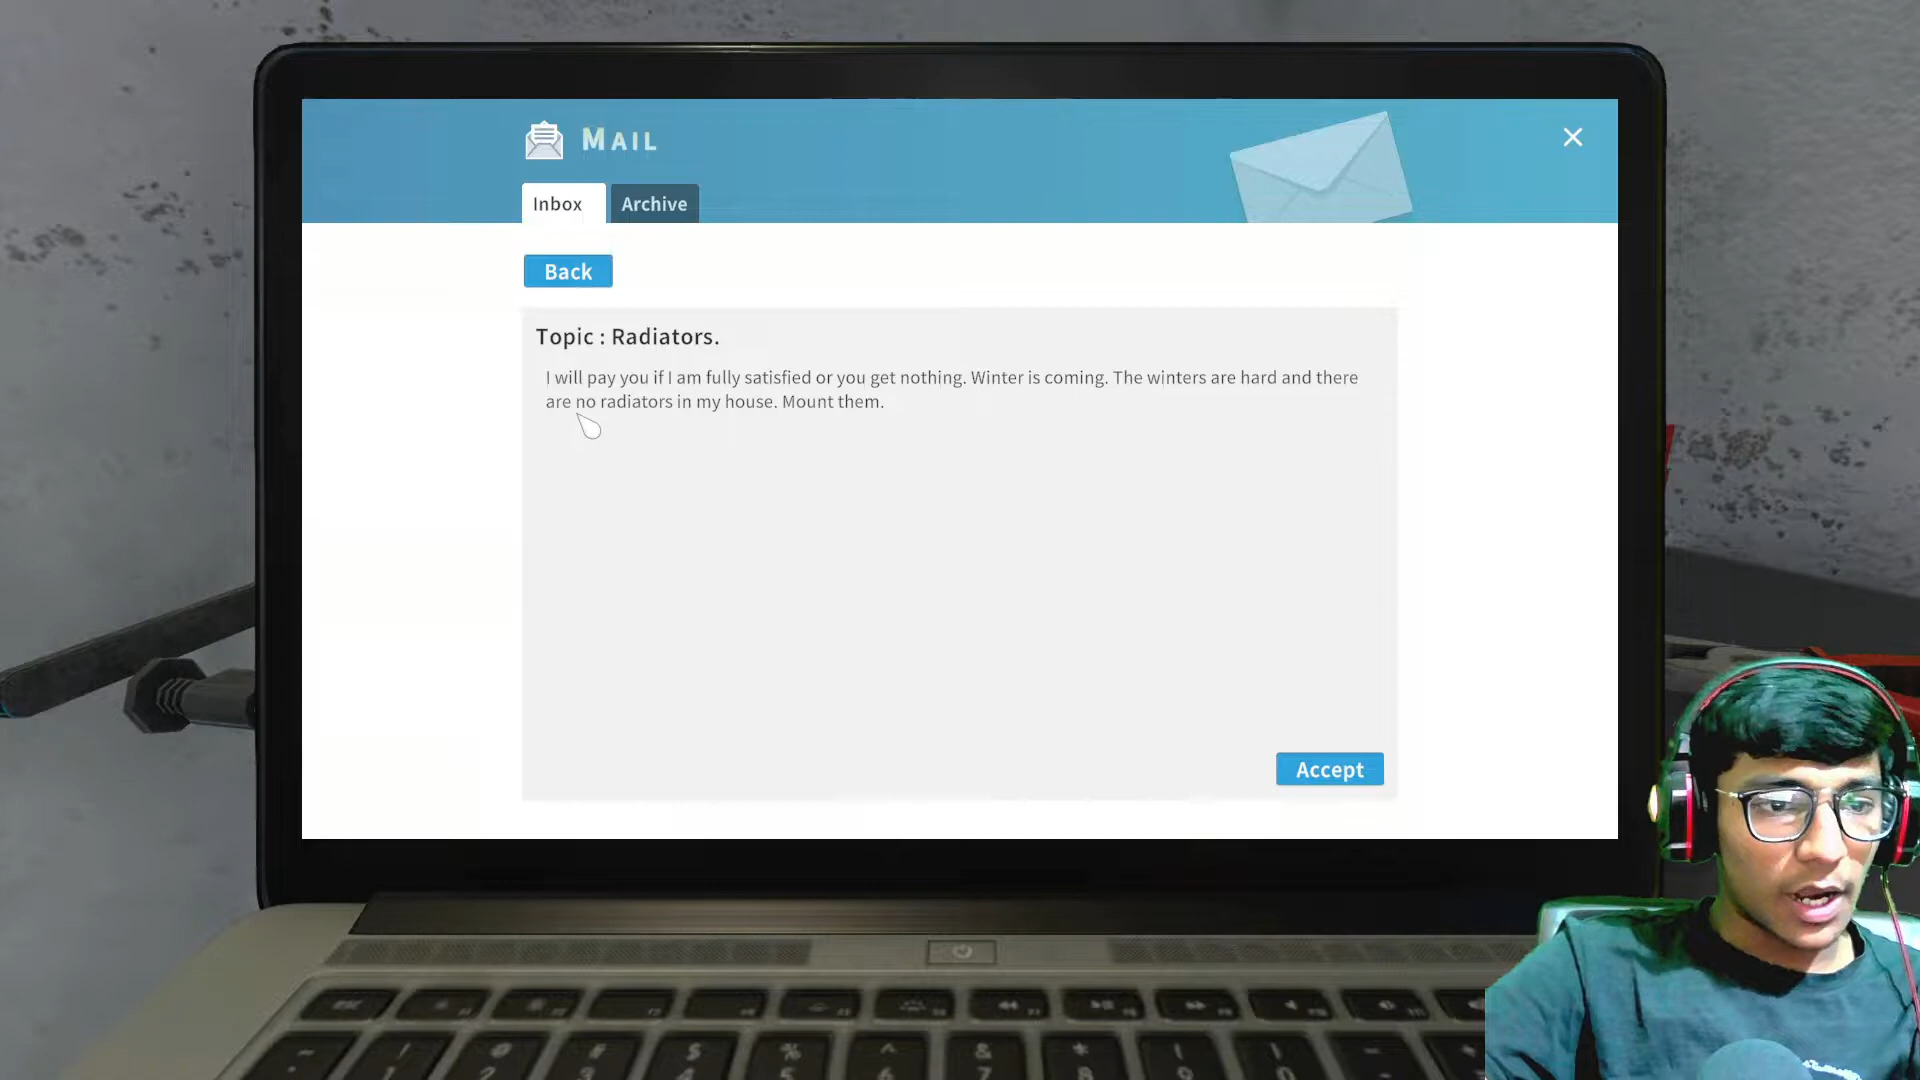 MAIL
Inbox
Archive
Back
Topic : Radiators.
I will pay you if I am fully satisfied or you get nothing. Winter is coming. The winters are hard and there
are no radiators in my house. Mount them.
Accept